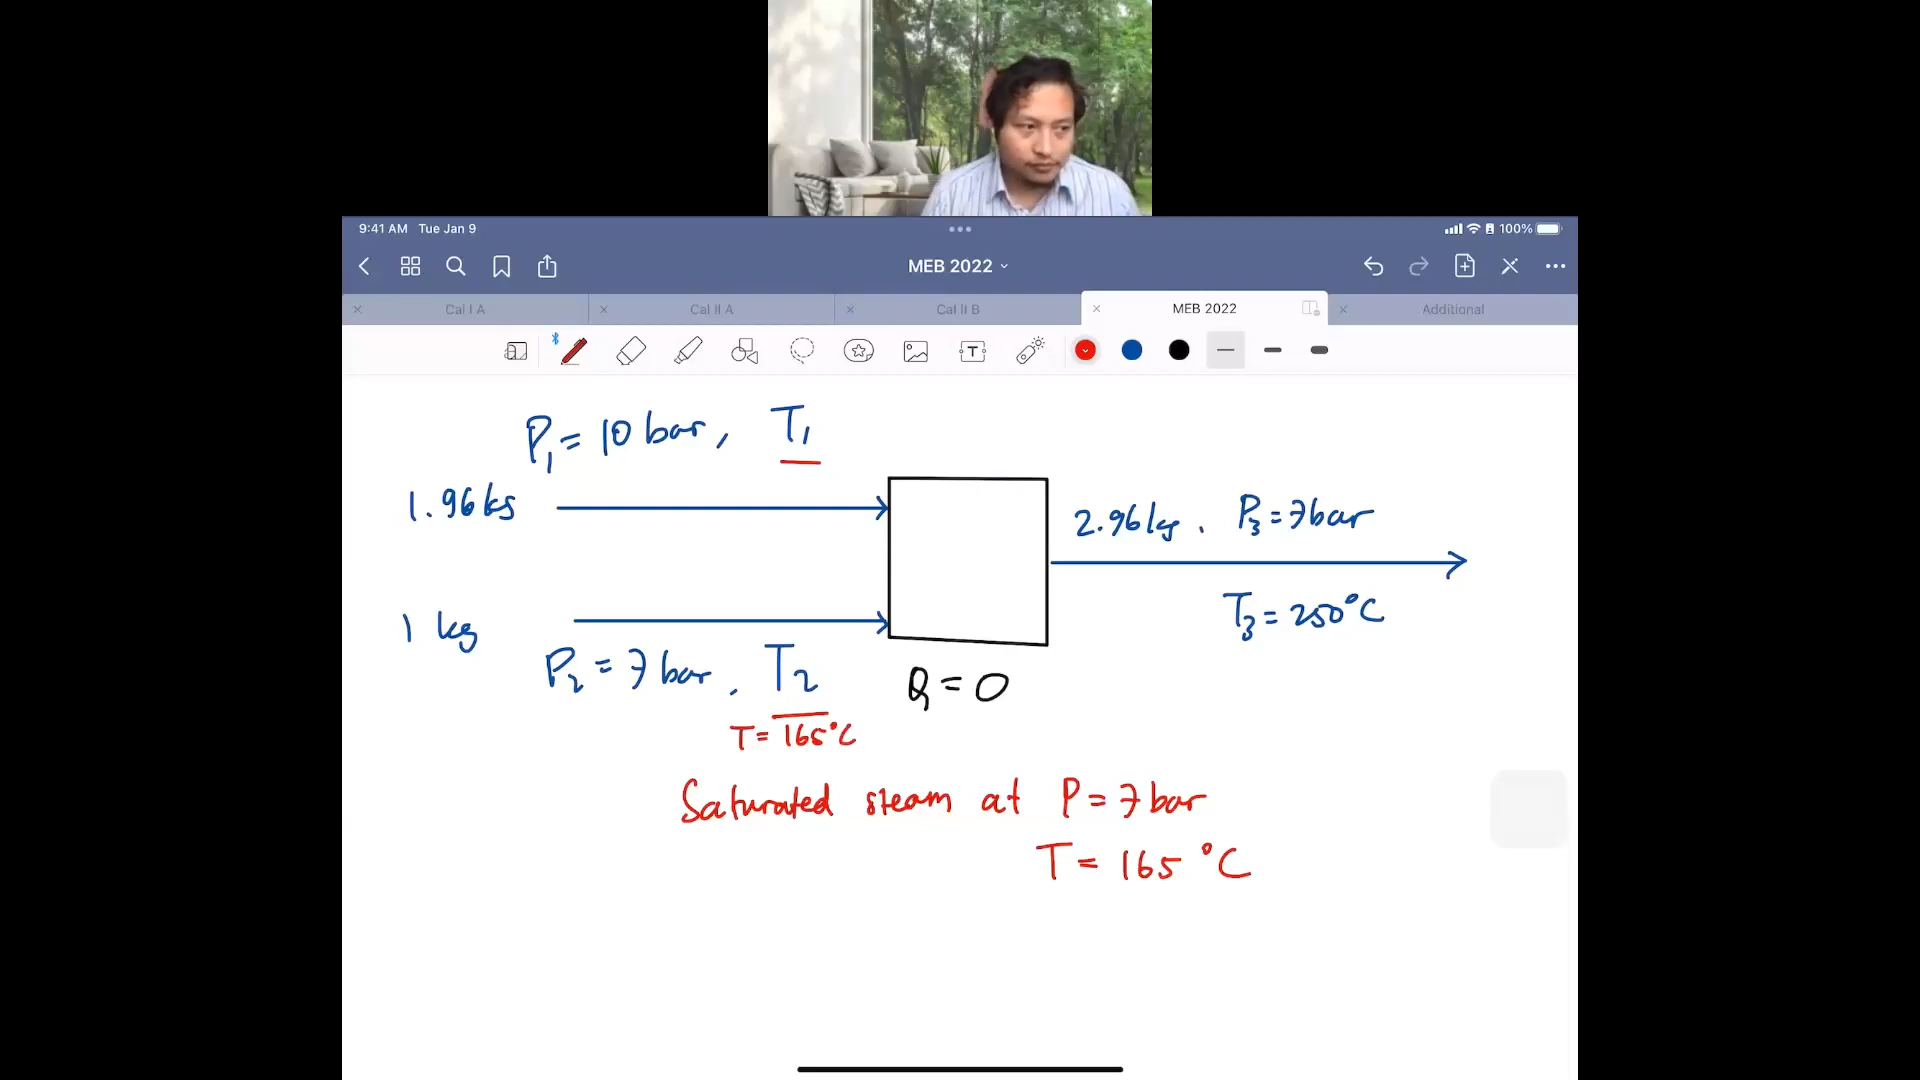 9:41 AM Tue Jan 9
100%
MEB 2022
Cal I A
Cal II A
Cal II B
MEB 2022
Additional
T
P₁ = 10 bar, T₁
1.96 kg
2.96 kg. P₃ = 7 bar
T₃ = 250°C
1 kg
P₂ = 7 bar, T₂
Q = 0
T = 165°C
Saturated steam at P = 7 bar
T = 165 °C